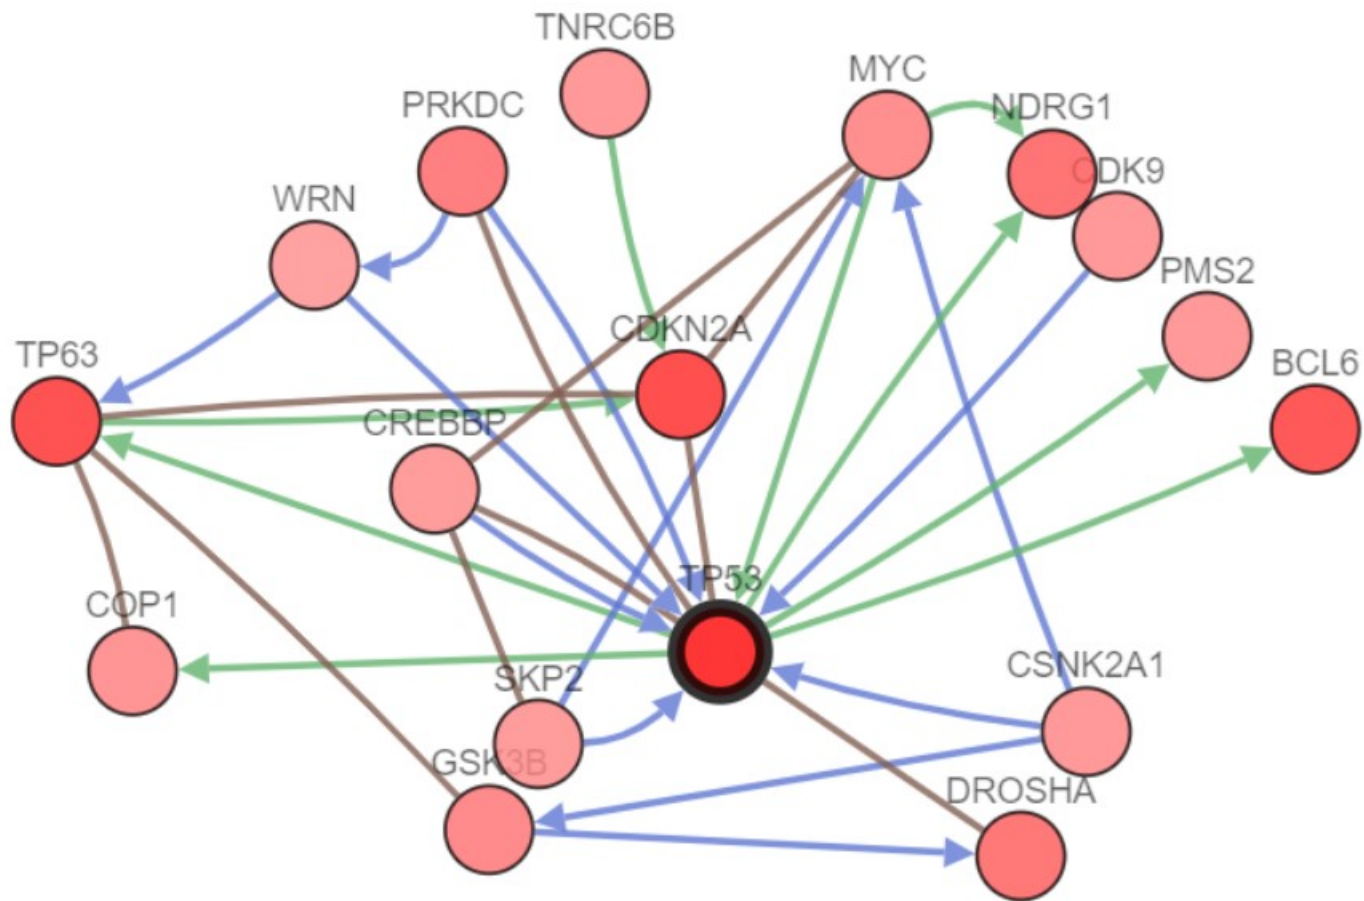 TNRC6B
MYC
PRKDC
NDRG1
CDK9
WRN
PMS2
CDKN2A
TP63
BCL6
CREBBP
TP53
COP1
CSNK2A1
SKP2
GSK3B
DROSHA